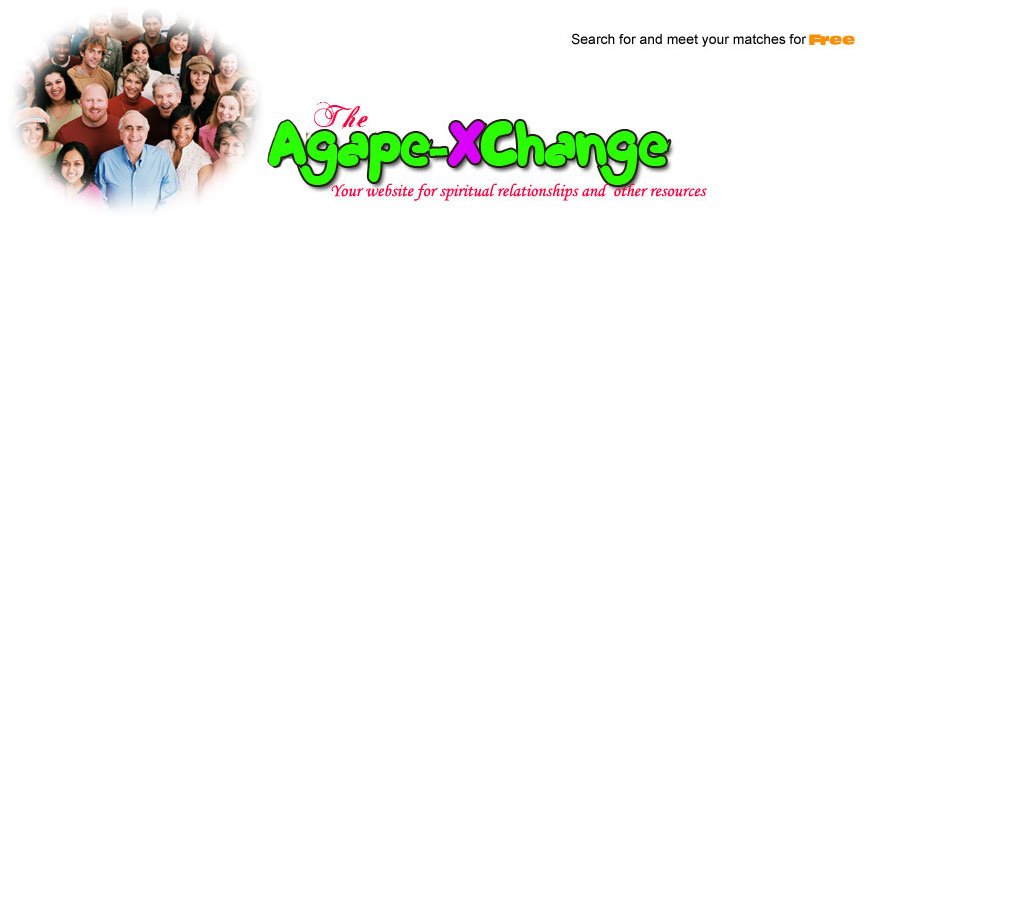 Search for and meet your matches for Free
The
Agape-XChange
Your website for spiritual relationships and other resources